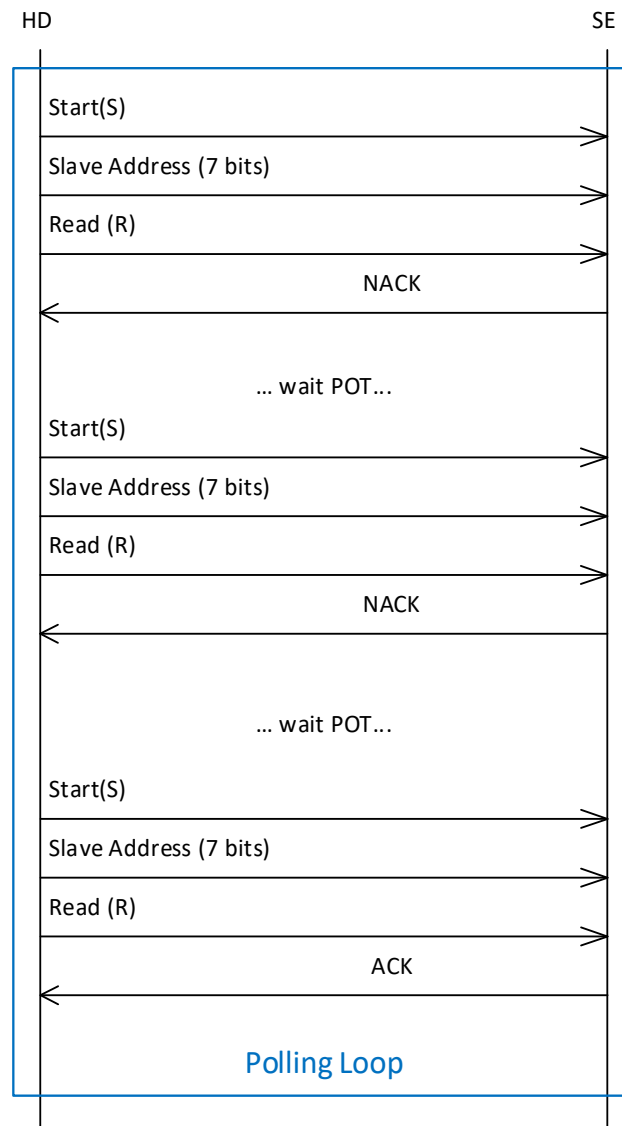 HD SE
Start(S)
Slave Address (7 bits)
Read (R)
NACK
... wait POT...
Start(S)
Slave Address (7 bits)
Read (R)
NACK
... wait POT...
Start(S)
Slave Address (7 bits)
Read (R)
ACK
Polling Loop